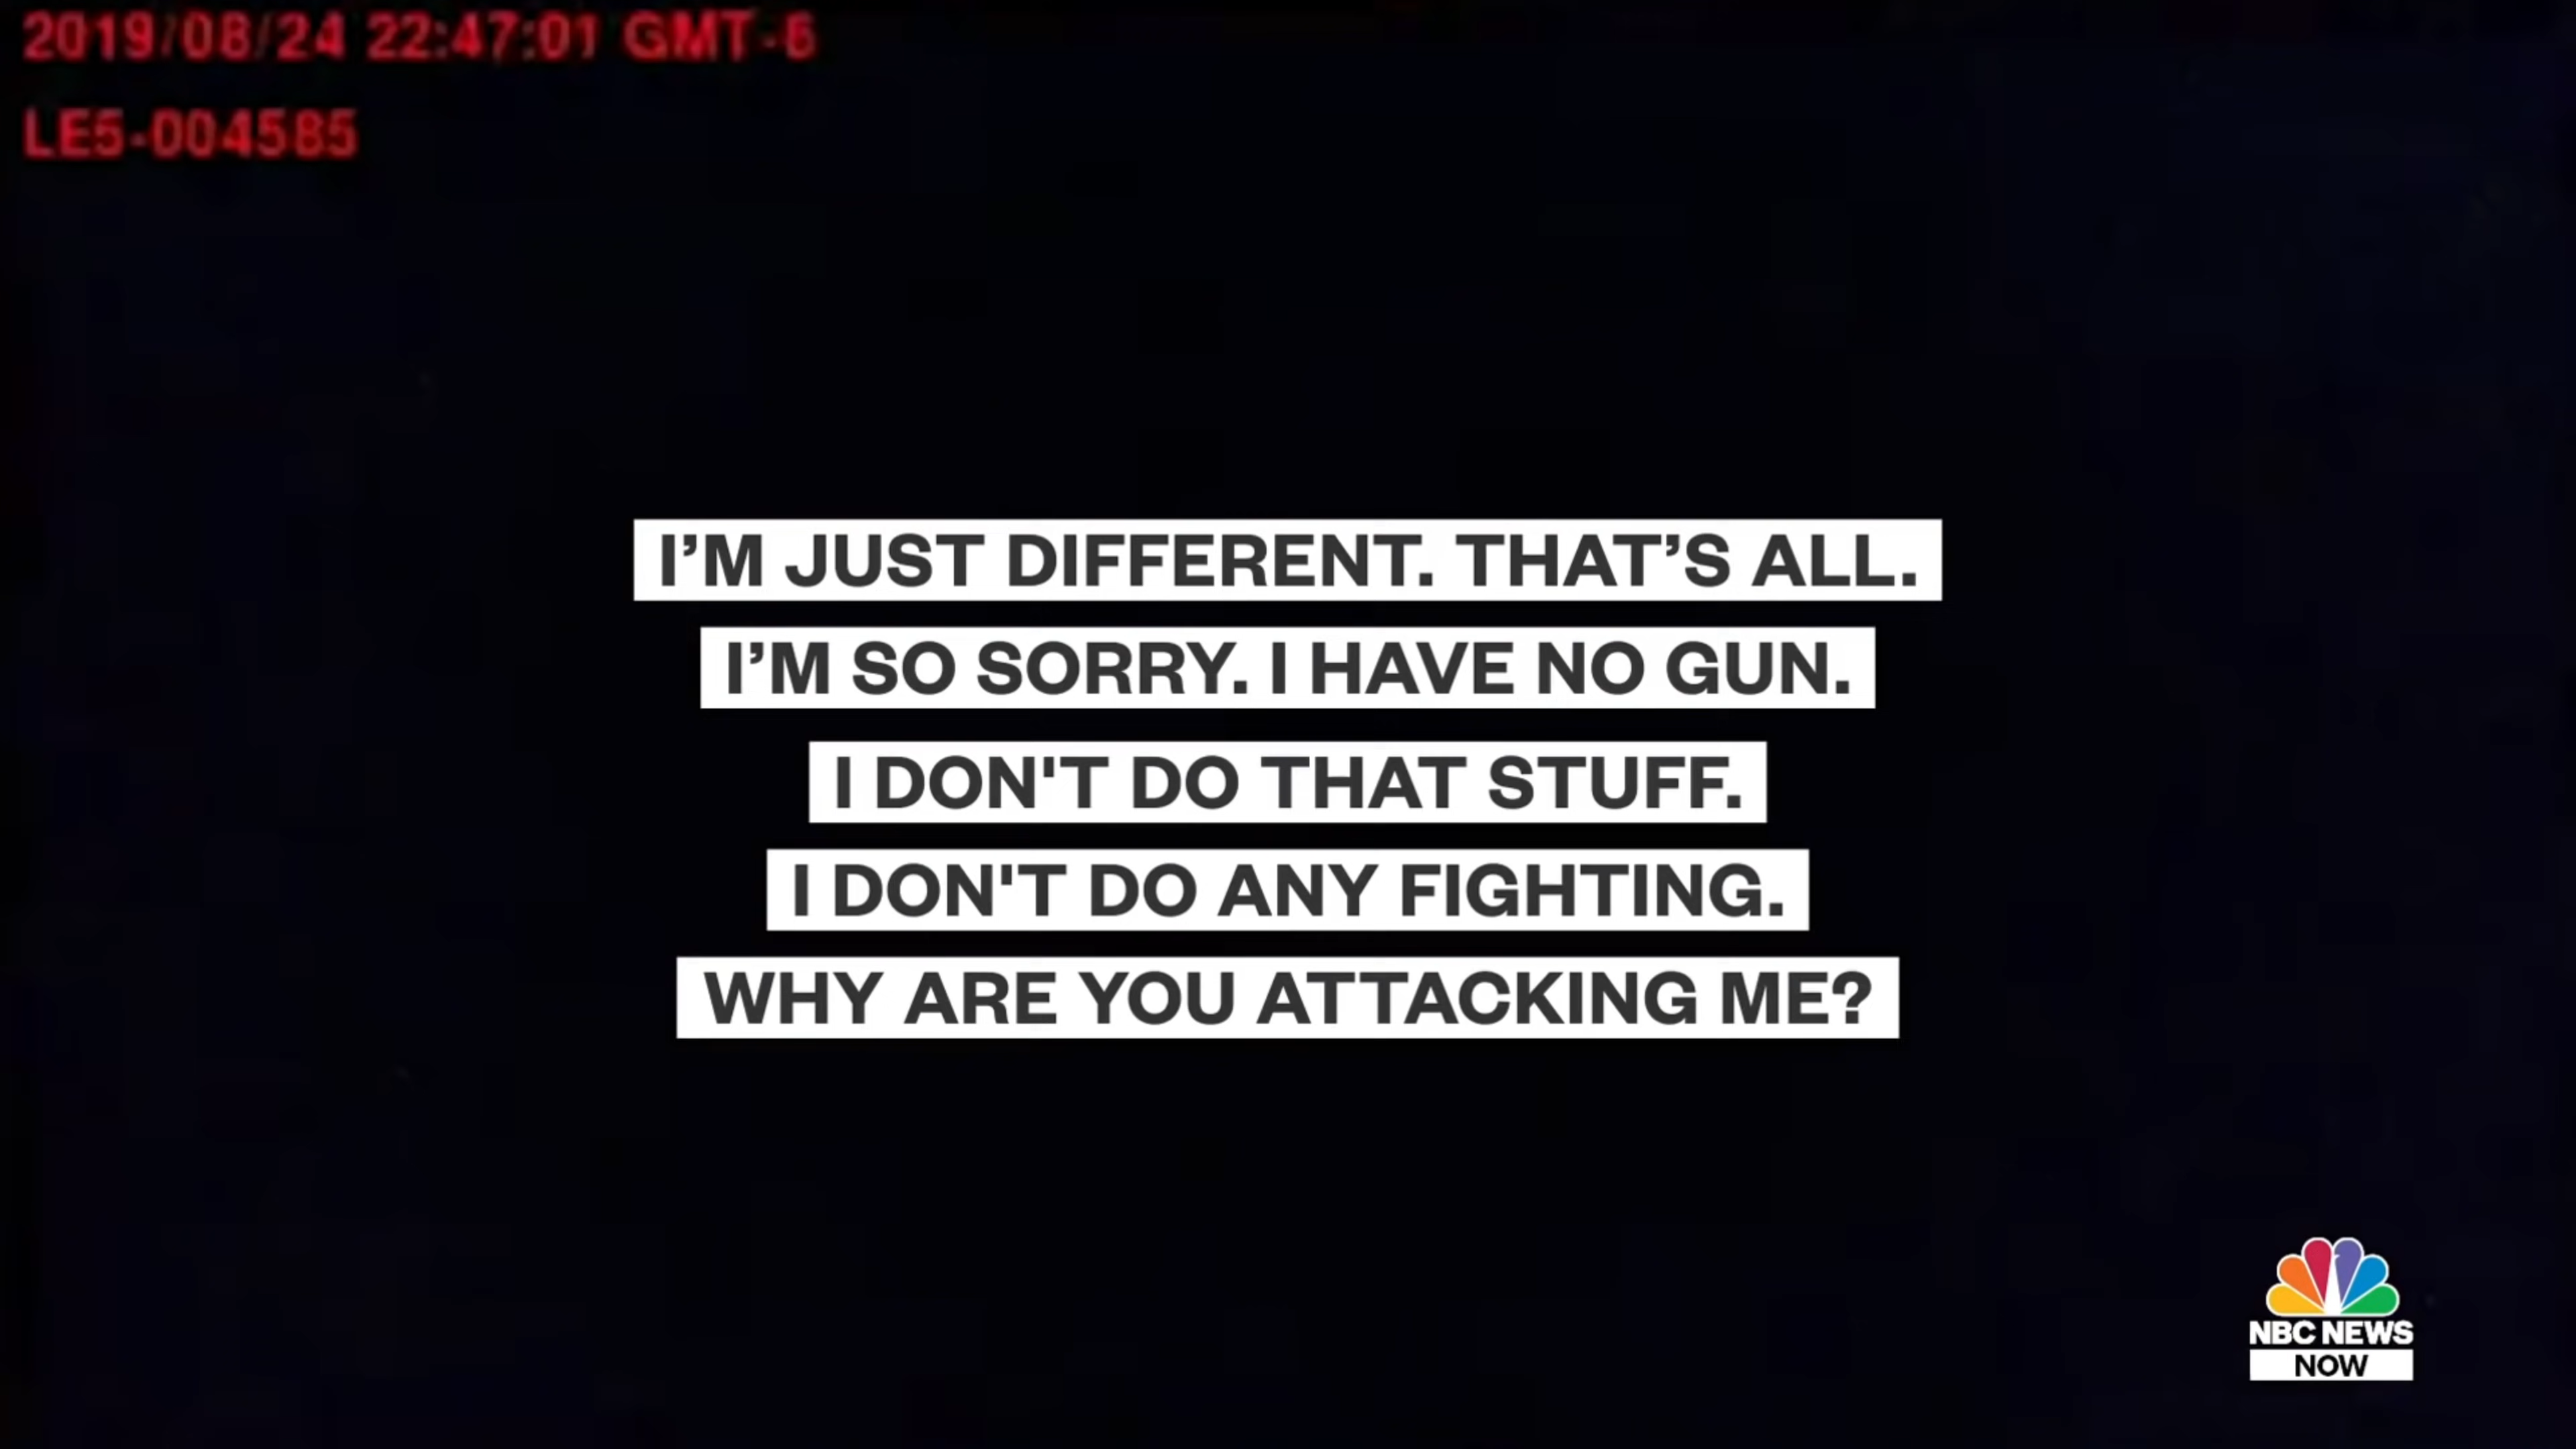 2019/08/24 22:47:01 GMT-6
LE5-004585
I’M JUST DIFFERENT. THAT’S ALL.
I’M SO SORRY. I HAVE NO GUN.
I DON'T DO THAT STUFF.
I DON'T DO ANY FIGHTING.
WHY ARE YOU ATTACKING ME?
NBC NEWS
NOW